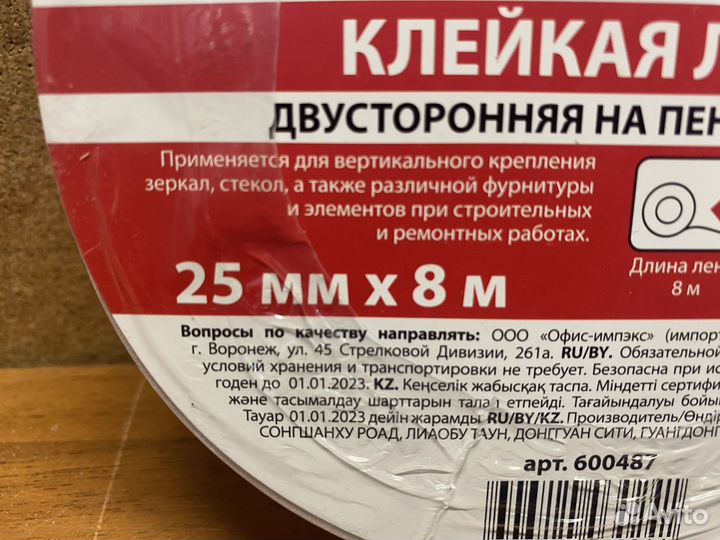 КЛЕЙКАЯ Л
ДВУСТОРОННЯЯ НА ПЕН
Применяется для вертикального крепления
зеркал, стекол, а также различной фурнитуры
и элементов при строительных
и ремонтных работах.
Длина лен
8 м
25 мм х 8 м
Вопросы по качеству направлять: ООО «Офис-импэкс» (импорт
г. Воронеж, ул. 45 Стрелковой Дивизии, 261а. RU/BY. Обязательной
условий хранения и транспортировки не требует. Безопасна при ис
годен до 01.01.2023. KZ. Кеңселік жабысқақ таспа. Міндетті сертифи
және тасымалдау шарттарын талап етпейді. Тағайындалуы бойы
Тауар 01.01.2023 дейін жарамды RU/BY/KZ. Производитель/Өндір
СОНГШАНХУ РОАД, ЛИАОБУ ТАУН, ДОНГГУАН СИТИ, ГУАНГДОНГ
арт. 600487
Avito